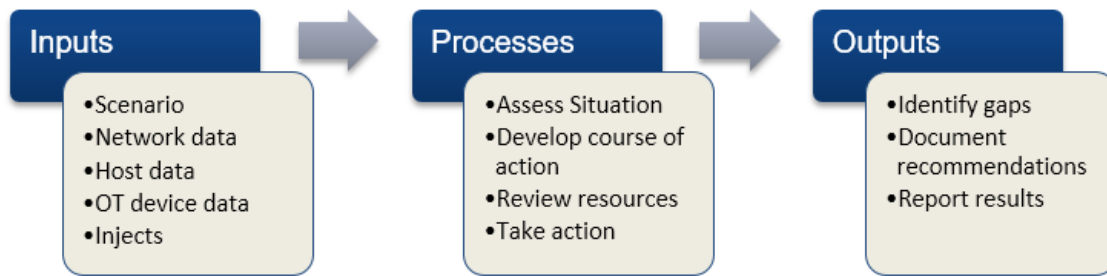 Inputs
•Scenario
•Network data
•Host data
•OT device data
•Injects
Processes
•Assess Situation
•Develop course of
action
•Review resources
•Take action
Outputs
•Identify gaps
•Document
recommendations
•Report results